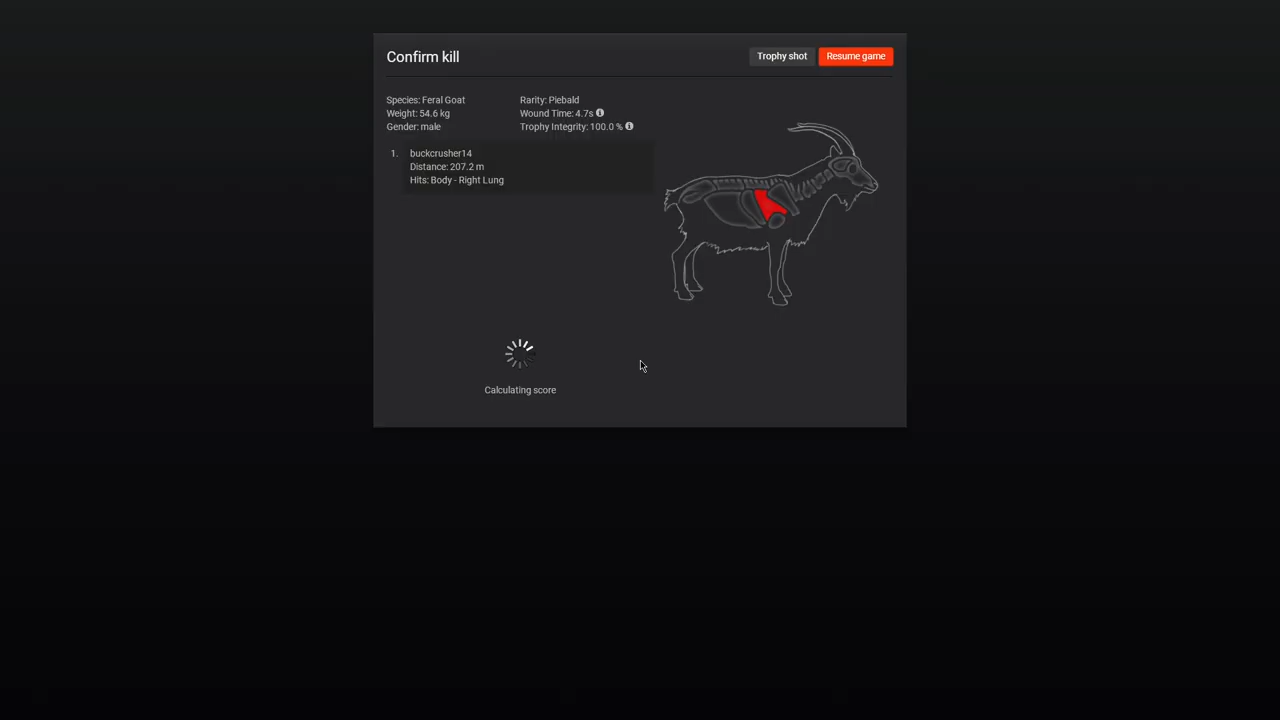 Confirm kill
Trophy shot
Resume game
Species: Feral Goat
Weight: 54.6 kg
Gender: male
Rarity: Piebald
Wound Time: 4.7s
Trophy Integrity: 100.0 %
1.
buckcrusher14
Distance: 207.2 m
Hits: Body - Right Lung
Calculating score